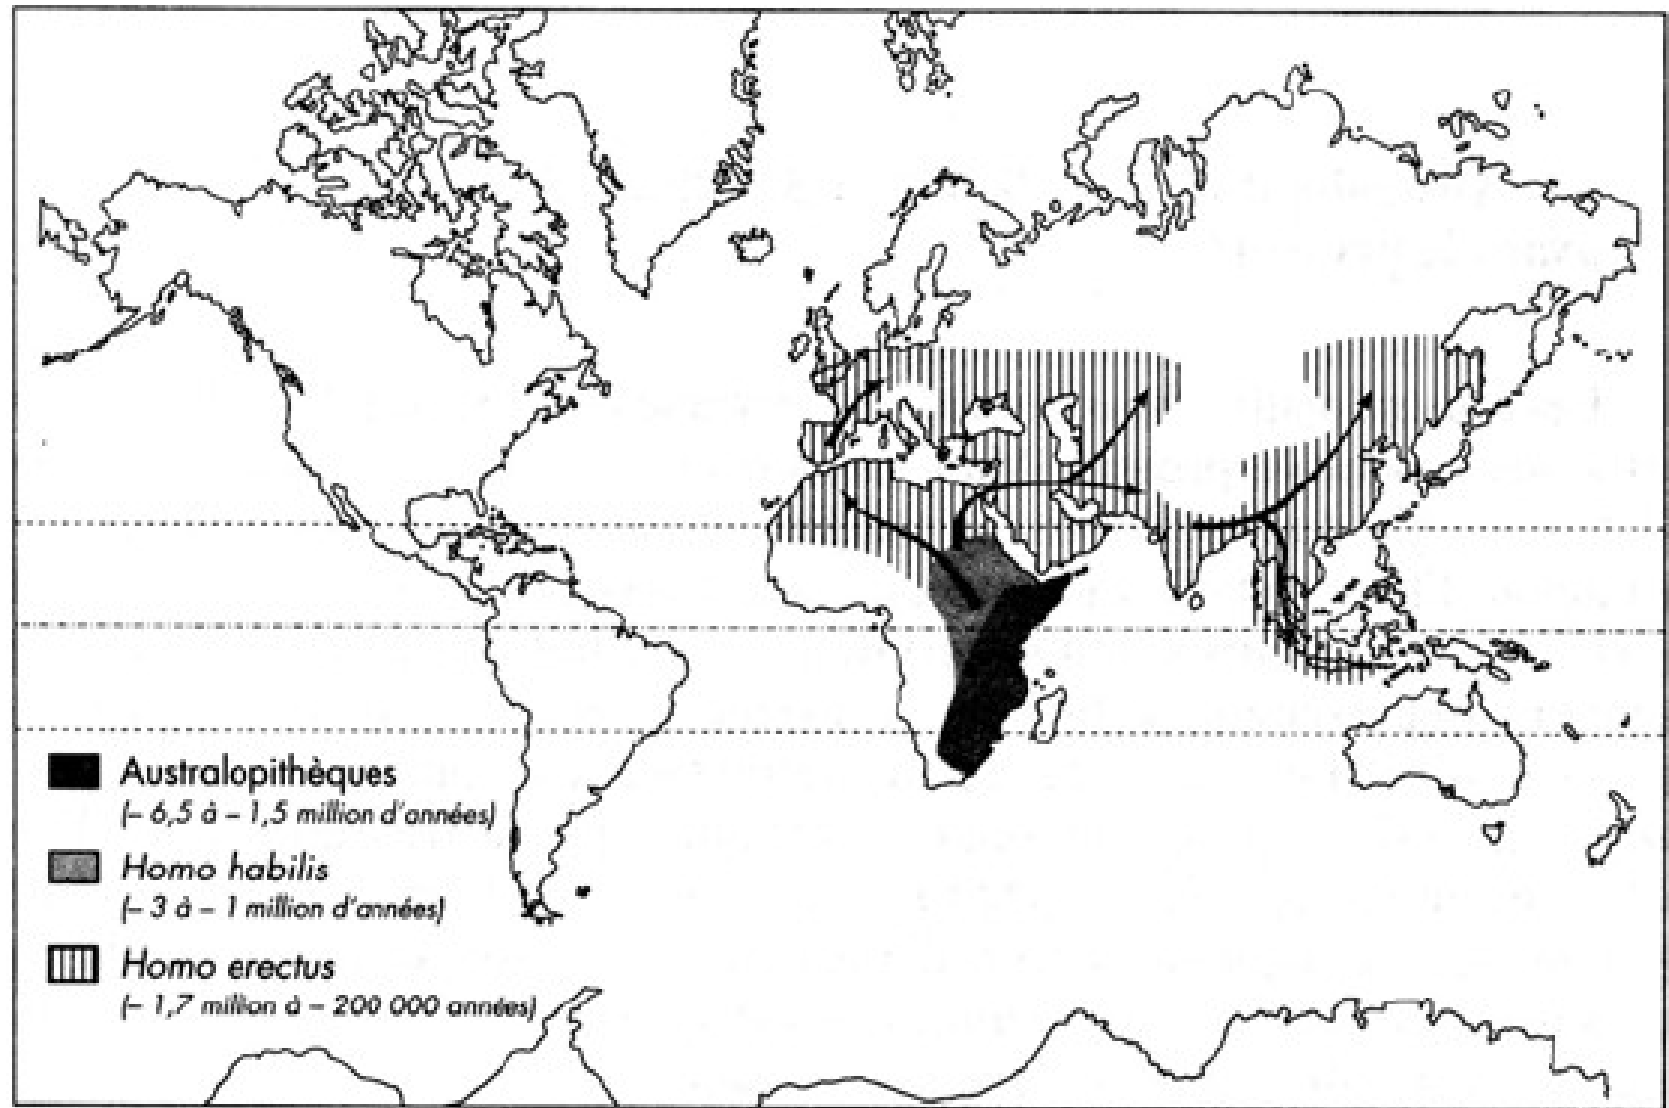 Australopithèques
(– 6,5 à – 1,5 million d'années)
Homo habilis
(– 3 à – 1 million d'années)
Homo erectus
(– 1,7 million à – 200 000 années)